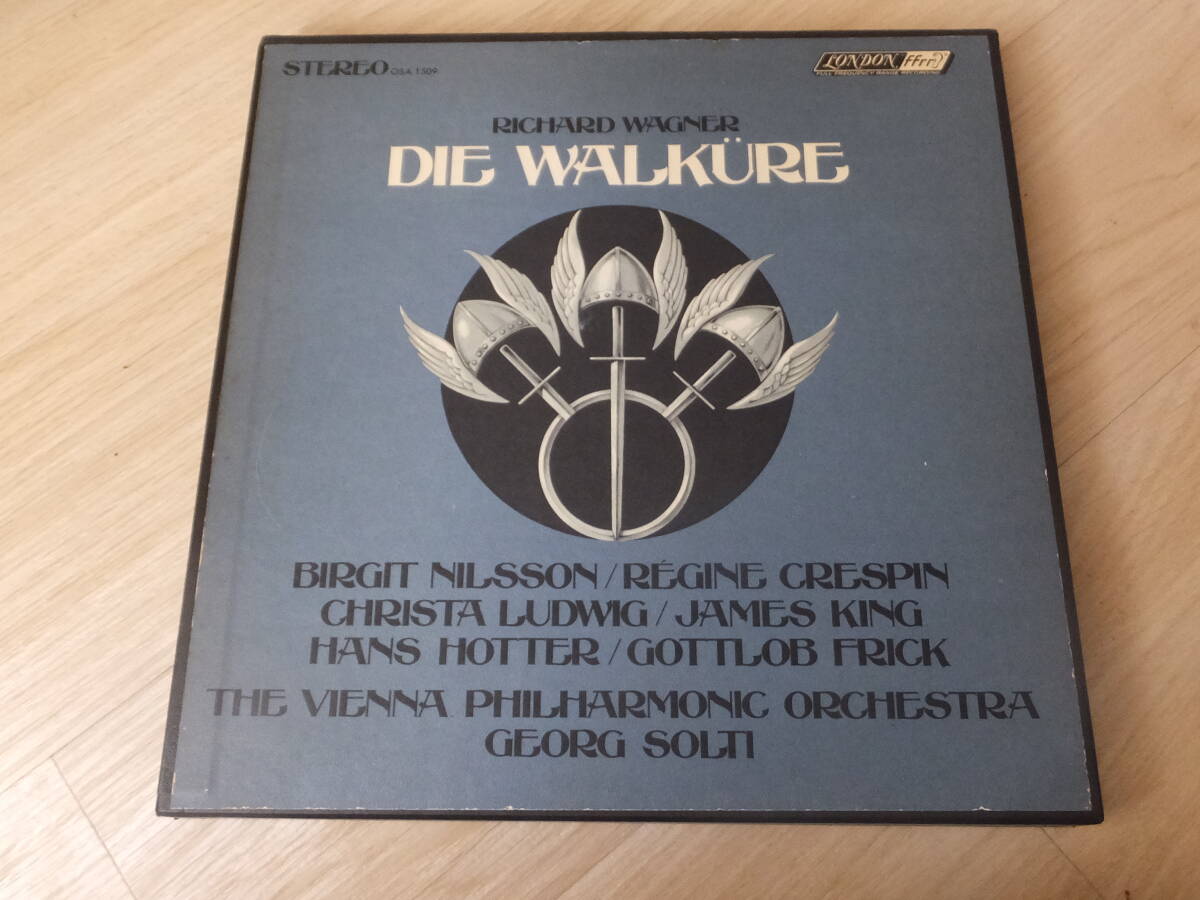 STEREO OSA 1509
LONDON ffrr
FULL FREQUENCY RANGE RECORDING
RICHARD WAGNER
DIE WALKÜRE
BIRGIT NILSSON / RÉGINE CRESPIN
CHRISTA LUDWIG / JAMES KING
HANS HOTTER / GOTTLOB FRICK
THE VIENNA PHILHARMONIC ORCHESTRA
GEORG SOLTI